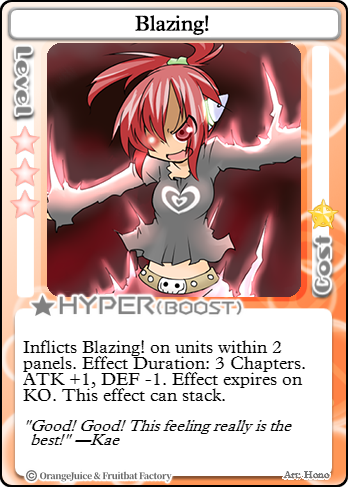 Blazing!
Level
Cost
HYPER(BOOST)
Inflicts Blazing! on units within 2
panels. Effect Duration: 3 Chapters.
ATK +1, DEF -1. Effect expires on
KO. This effect can stack.
"Good! Good! This feeling really is the
best!" —Kae
© OrangeJuice & Fruitbat Factory
Art: Hono